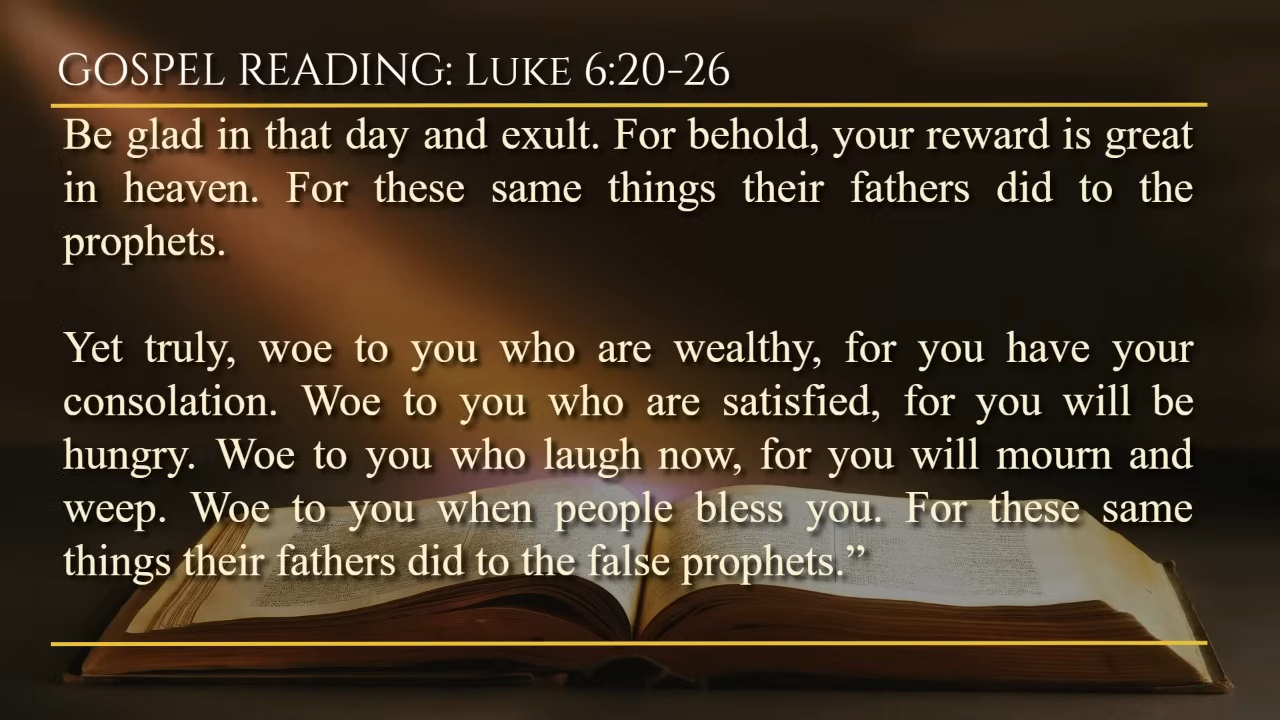 GOSPEL READING: LUKE 6:20-26
Be glad in that day and exult. For behold, your reward is great
in heaven. For these same things their fathers did to the
prophets.
Yet truly, woe to you who are wealthy, for you have your
consolation. Woe to you who are satisfied, for you will be
hungry. Woe to you who laugh now, for you will mourn and
weep. Woe to you when people bless you. For these same
things their fathers did to the false prophets.”